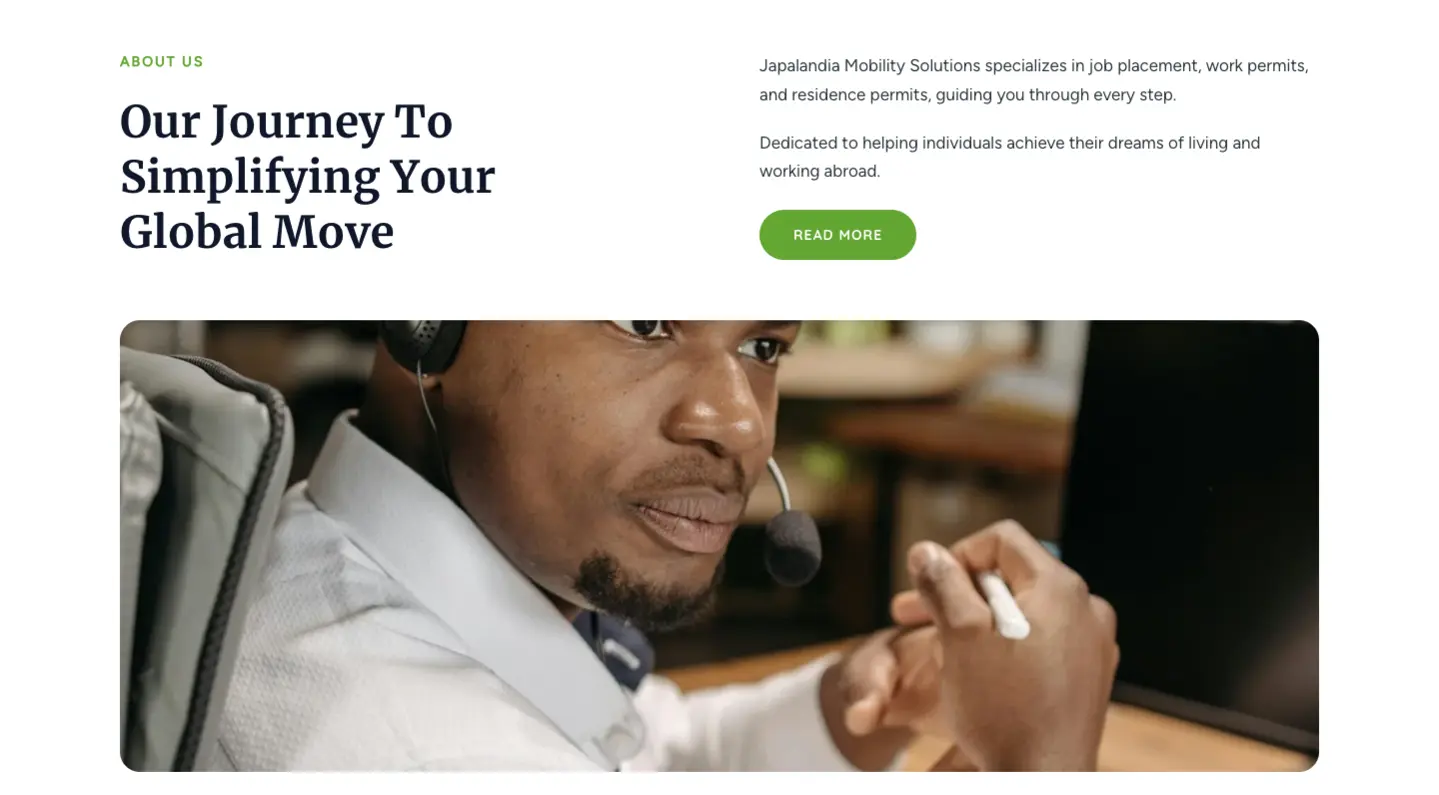 ABOUT US
Our Journey To
Simplifying Your
Global Move
Japalandia Mobility Solutions specializes in job placement, work permits,
and residence permits, guiding you through every step.
Dedicated to helping individuals achieve their dreams of living and
working abroad.
READ MORE